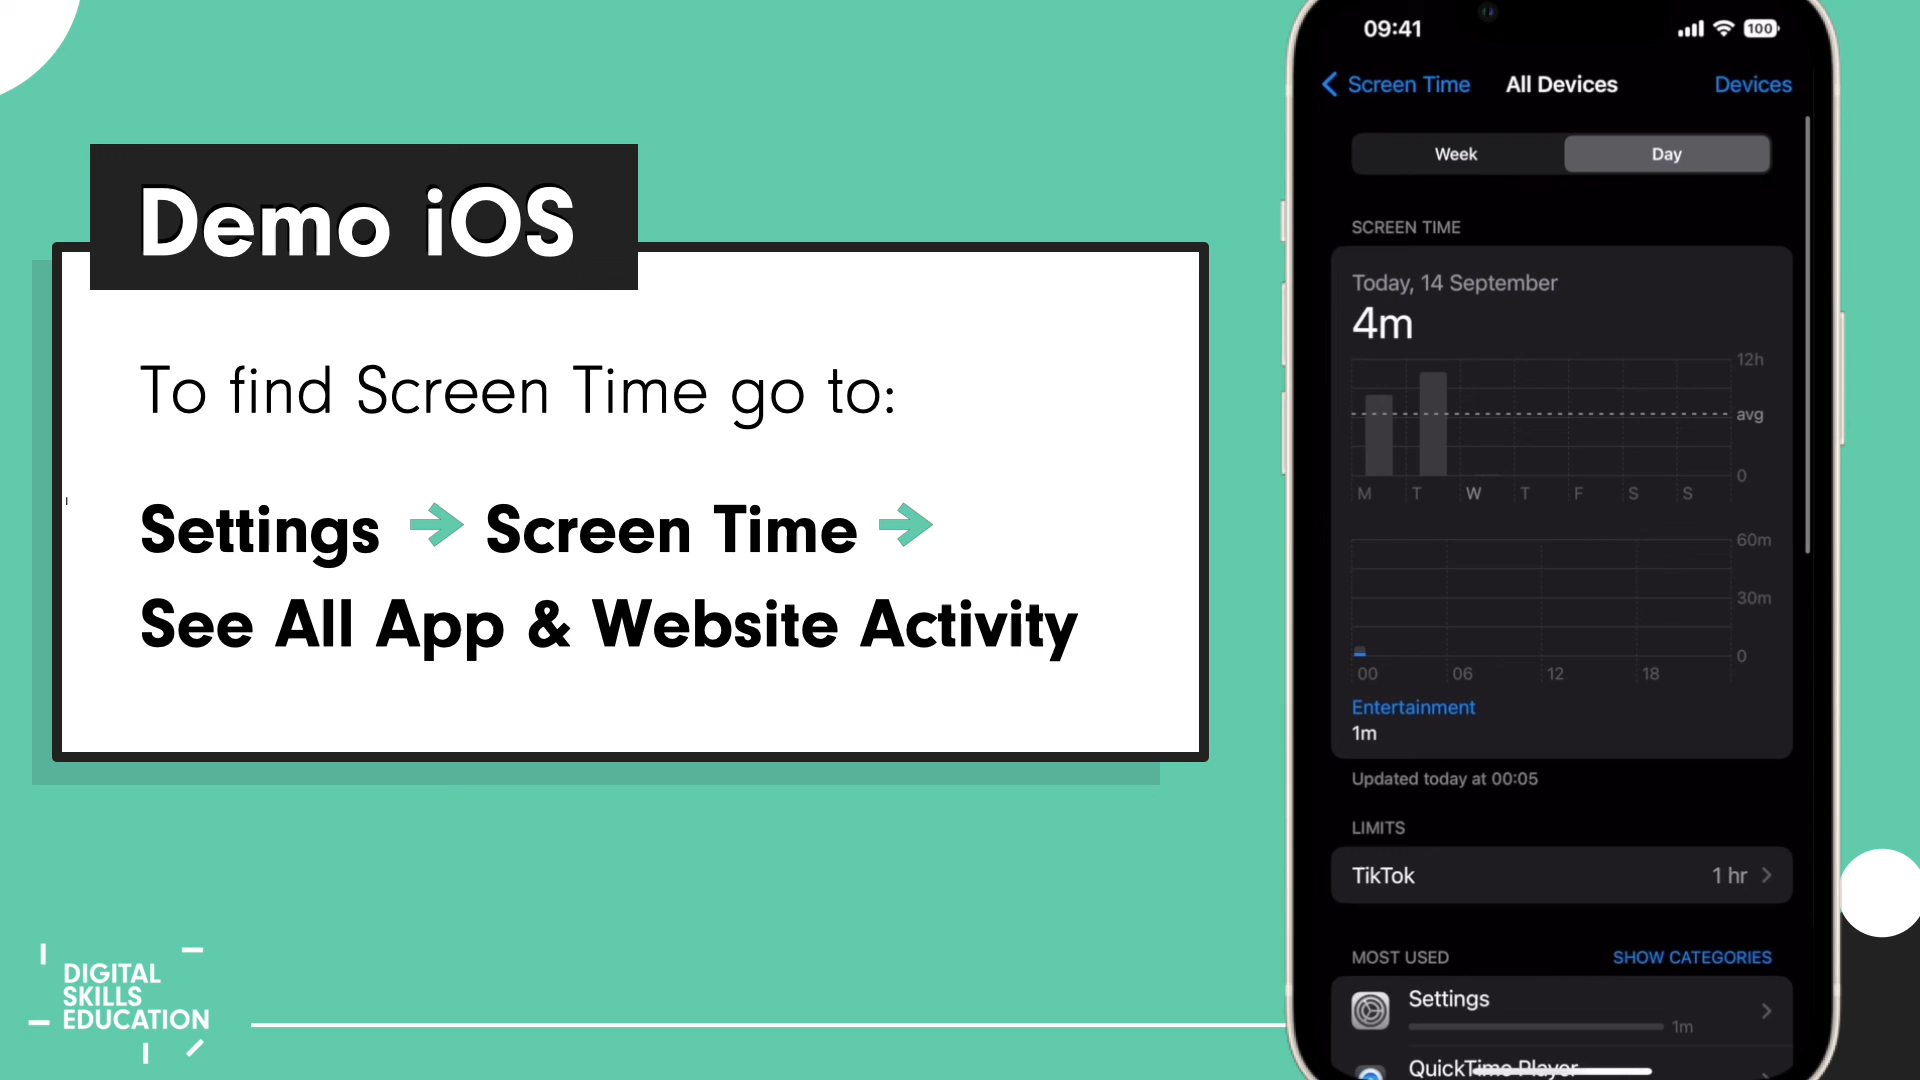 Demo iOS
To find Screen Time go to:
Settings → Screen Time →
See All App & Website Activity
DIGITAL
SKILLS
EDUCATION
09:41
100
Screen Time
All Devices
Devices
Week
Day
SCREEN TIME
Today, 14 September
4m
12h
avg
0
M T W T F S S
60m
30m
0
00 06 12 18
Entertainment
1m
Updated today at 00:05
LIMITS
TikTok
1 hr
MOST USED
SHOW CATEGORIES
Settings
1m
QuickTime Player